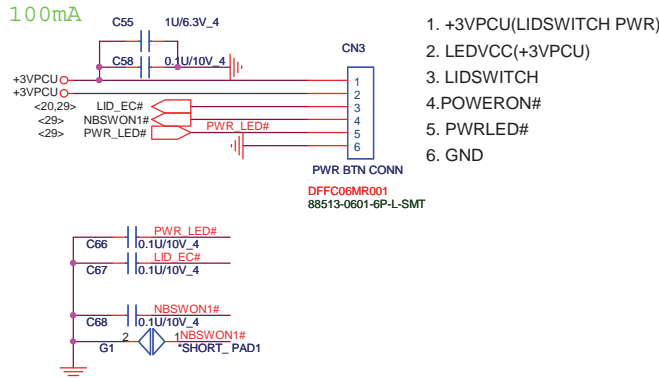 100mA
C55 1U/6.3V_4
C58 0.1U/10V_4
CN3
+3VPCU
+3VPCU
<20,29> LID_EC#
<29> NBSWON1#
<29> PWR_LED# PWR_LED#
1
2
3
4
5
6
PWR BTN CONN
DFFC06MR001
88513-0601-6P-L-SMT
1. +3VPCU(LIDSWITCH PWR)
2. LEDVCC(+3VPCU)
3. LIDSWITCH
4.POWERON#
5. PWRLED#
6. GND
PWR_LED#
C66 0.1U/10V_4
LID_EC#
C67 0.1U/10V_4
NBSWON1#
C68 0.1U/10V_4
2 1 NBSWON1#
G1 *SHORT_ PAD1